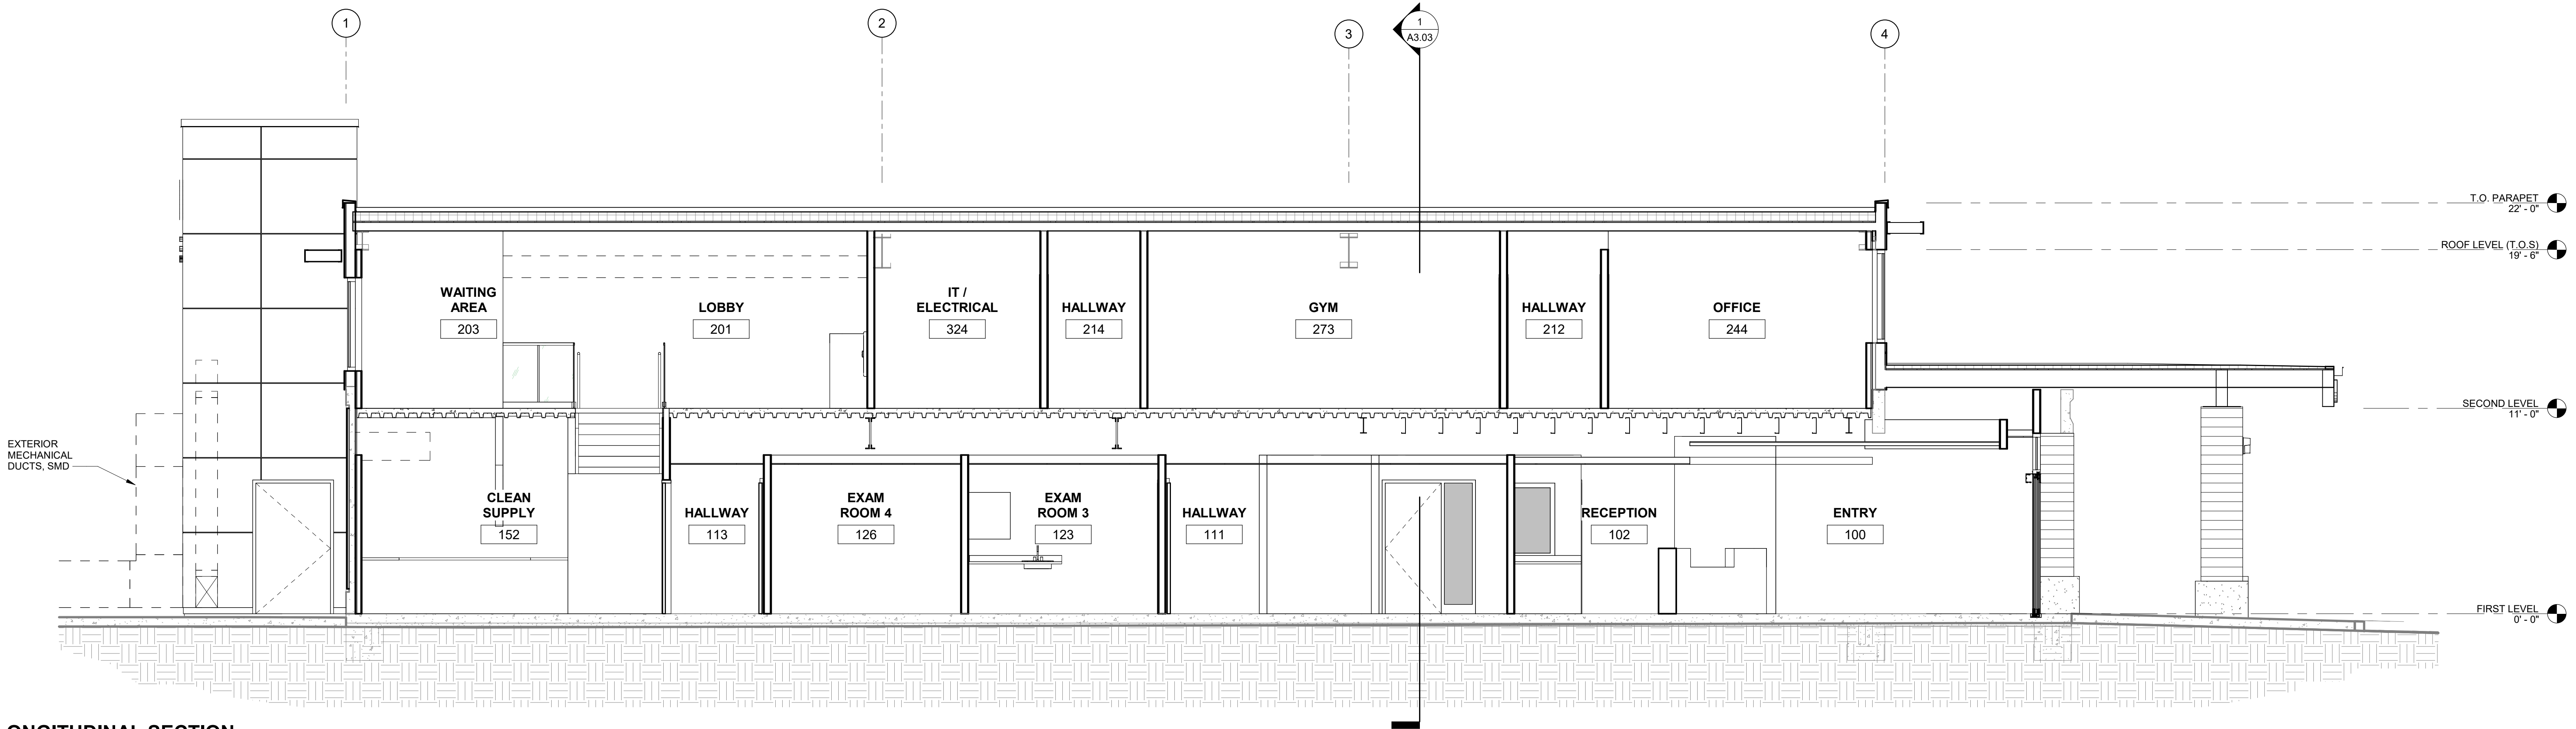 1
2
3
1
A3.03
4
T.O. PARAPET
22' - 0"
ROOF LEVEL (T.O.S)
19' - 6"
WAITING
AREA
203
LOBBY
201
IT /
ELECTRICAL
324
HALLWAY
214
GYM
273
HALLWAY
212
OFFICE
244
SECOND LEVEL
11' - 0"
EXTERIOR
MECHANICAL
DUCTS, SMD
CLEAN
SUPPLY
152
HALLWAY
113
EXAM
ROOM 4
126
EXAM
ROOM 3
123
HALLWAY
111
RECEPTION
102
ENTRY
100
FIRST LEVEL
0' - 0"
ONGITUDINAL SECTION